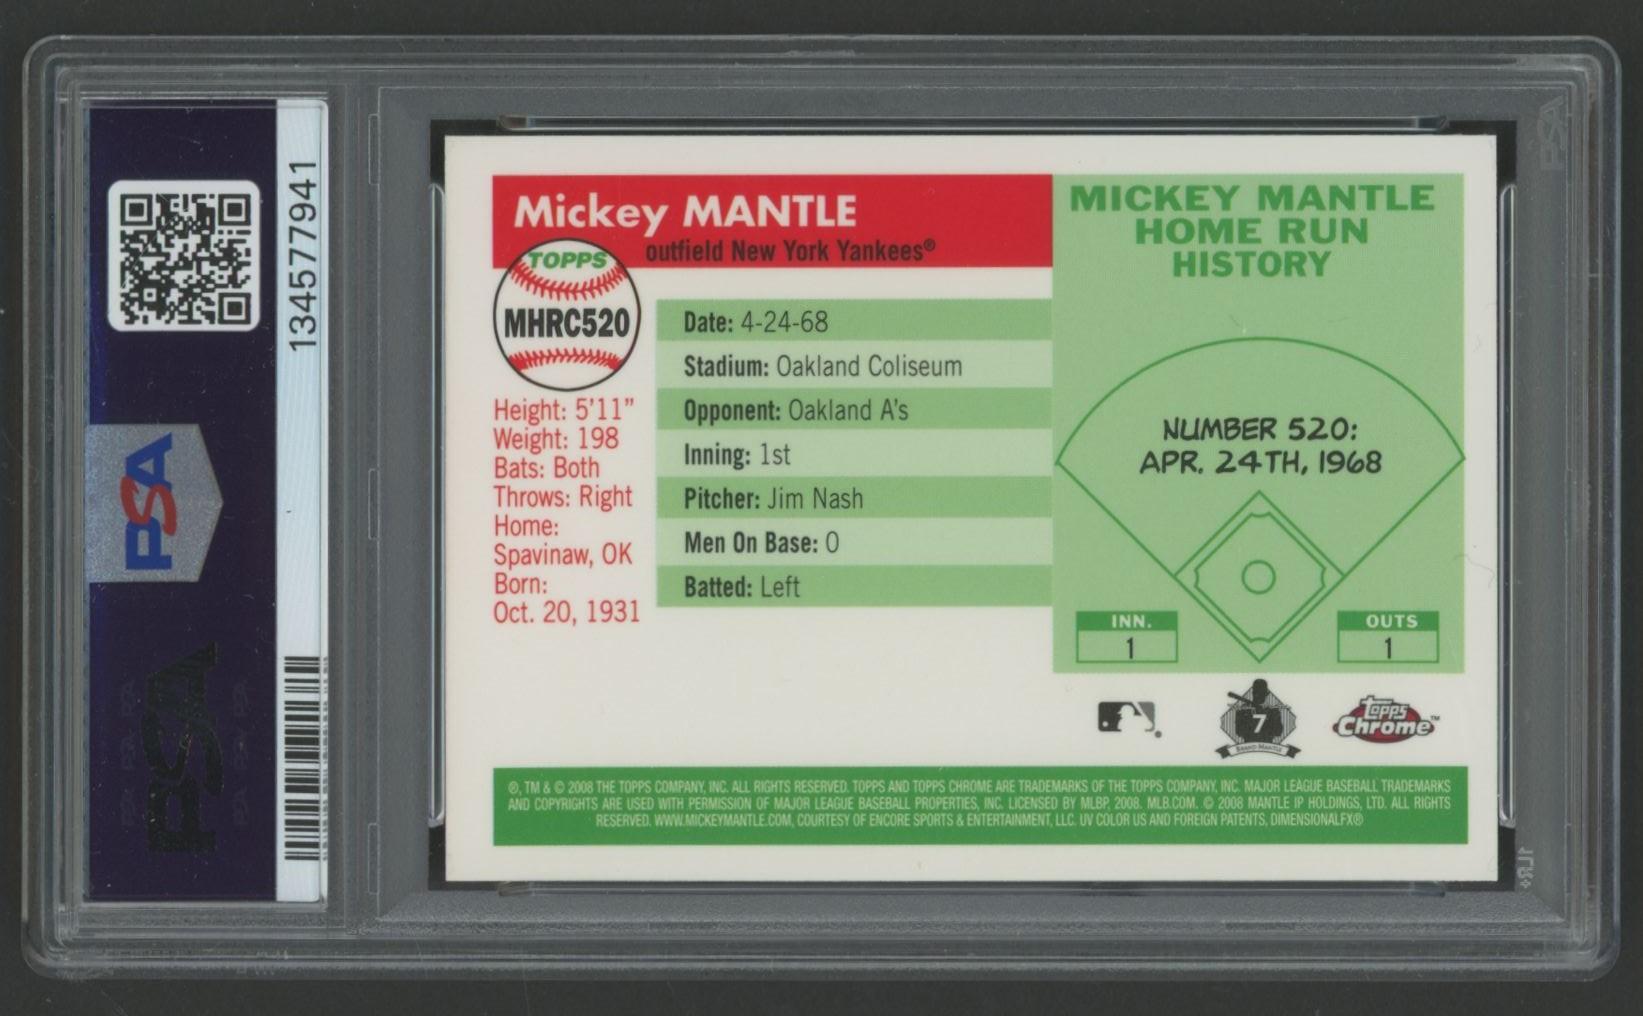 134577941
PSA
PSA
Mickey MANTLE
outfield New York Yankees®
TOPPS
MHRC520
Height: 5'11"
Weight: 198
Bats: Both
Throws: Right
Home:
Spavinaw, OK
Born:
Oct. 20, 1931
Date: 4-24-68
Stadium: Oakland Coliseum
Opponent: Oakland A's
Inning: 1st
Pitcher: Jim Nash
Men On Base: 0
Batted: Left
MICKEY MANTLE
HOME RUN
HISTORY
NUMBER 520:
APR. 24TH, 1968
INN.
1
OUTS
1
7
BRAND MANTLE
Topps
Chrome™
®, TM & © 2008 THE TOPPS COMPANY, INC. ALL RIGHTS RESERVED. TOPPS AND TOPPS CHROME ARE TRADEMARKS OF THE TOPPS COMPANY, INC. MAJOR LEAGUE BASEBALL TRADEMARKS
AND COPYRIGHTS ARE USED WITH PERMISSION OF MAJOR LEAGUE BASEBALL PROPERTIES, INC. LICENSED BY MLBP, 2008. MLB.COM. © 2008 MANTLE IP HOLDINGS, LTD. ALL RIGHTS
RESERVED. WWW.MICKEYMANTLE.COM, COURTESY OF ENCORE SPORTS & ENTERTAINMENT, LLC. UV COLOR US AND FOREIGN PATENTS, DIMENSIONALFX®
PSA
1LR+